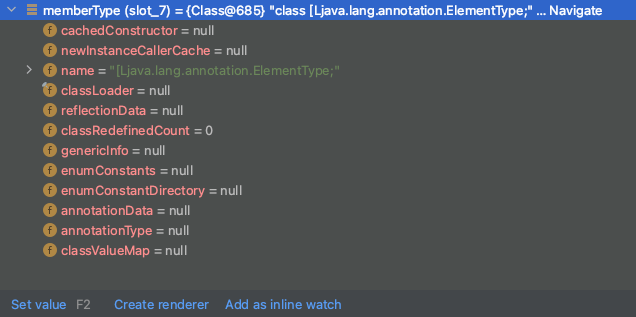 memberType (slot_7) = {Class@685} "class [Ljava.lang.annotation.ElementType;" ... Navigate
f cachedConstructor = null
f newInstanceCallerCache = null
f name = "[Ljava.lang.annotation.ElementType;"
f classLoader = null
f reflectionData = null
f classRedefinedCount = 0
f genericInfo = null
f enumConstants = null
f enumConstantDirectory = null
f annotationData = null
f annotationType = null
f classValueMap = null
Set value F2 Create renderer Add as inline watch